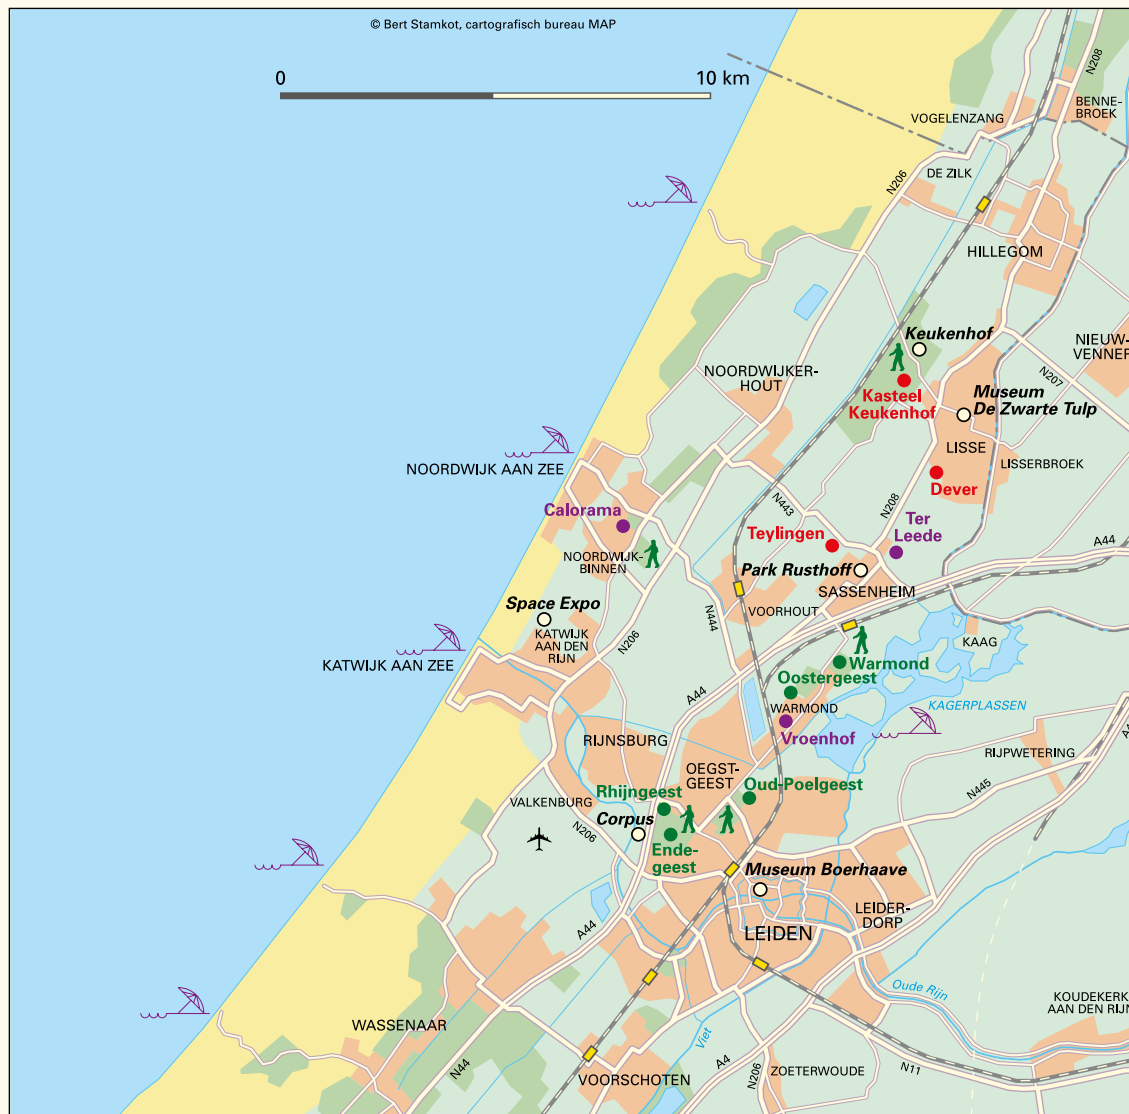 © Bert Stamkot, cartografisch bureau MAP
0
10 km
N208
BENNE-
BROEK
VOGELENZANG
DE ZILK
N206
HILLEGOM
Keukenhof
NIEUW-
VENNEP
N207
NOORDWIJKER-
HOUT
Kasteel
Keukenhof
Museum
De Zwarte Tulp
LISSE
LISSERBROEK
NOORDWIJK AAN ZEE
Dever
Calorama
N443
N208
Ter
Leede
A44
Teylingen
NOORDWIJK-
BINNEN
Park Rusthoff
SASSENHEIM
Space Expo
VOORHOUT
N444
KATWIJK
AAN DEN
RIJN
N206
KAAG
KATWIJK AAN ZEE
Warmond
Oostergeest
A44
WARMOND
KAGERPLASSEN
Vroenhof
RIJNSBURG
RIJPWETERING
A4
OEGST-
GEEST
Oud-Poelgeest
N445
Rhijngeest
VALKENBURG
Corpus
N206
Ende-
geest
Museum Boerhaave
LEIDER-
DORP
LEIDEN
A44
Oude Rijn
KOUDEKERK
AAN DEN RIJN
WASSENAAR
Vliet
N44
VOORSCHOTEN
A4
N206
ZOETERWOUDE
N11